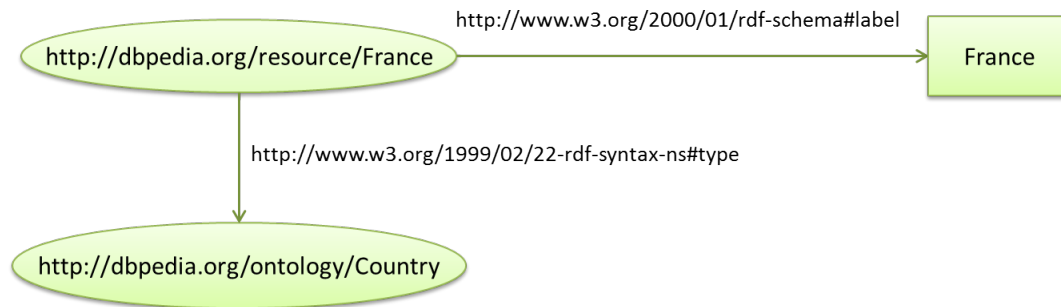 http://www.w3.org/2000/01/rdf-schema#label
http://dbpedia.org/resource/France
France
http://www.w3.org/1999/02/22-rdf-syntax-ns#type
http://dbpedia.org/ontology/Country